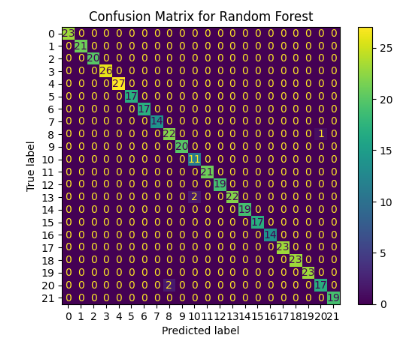 Confusion Matrix for Random Forest
True label
0 23 0 0 0 0 0 0 0 0 0 0 0 0 0 0 0 0 0 0 0 0 0
1 0 21 0 0 0 0 0 0 0 0 0 0 0 0 0 0 0 0 0 0 0 0
2 0 0 20 0 0 0 0 0 0 0 0 0 0 0 0 0 0 0 0 0 0 0
3 0 0 0 26 0 0 0 0 0 0 0 0 0 0 0 0 0 0 0 0 0 0
4 0 0 0 0 27 0 0 0 0 0 0 0 0 0 0 0 0 0 0 0 0 0
5 0 0 0 0 0 17 0 0 0 0 0 0 0 0 0 0 0 0 0 0 0 0
6 0 0 0 0 0 0 17 0 0 0 0 0 0 0 0 0 0 0 0 0 0 0
7 0 0 0 0 0 0 0 14 0 0 0 0 0 0 0 0 0 0 0 0 0 0
8 0 0 0 0 0 0 0 0 22 0 0 0 0 0 0 0 0 0 0 0 1 0
9 0 0 0 0 0 0 0 0 0 20 0 0 0 0 0 0 0 0 0 0 0 0
10 0 0 0 0 0 0 0 0 0 0 11 0 0 0 0 0 0 0 0 0 0 0
11 0 0 0 0 0 0 0 0 0 0 0 21 0 0 0 0 0 0 0 0 0 0
12 0 0 0 0 0 0 0 0 0 0 0 0 19 0 0 0 0 0 0 0 0 0
13 0 0 0 0 0 0 0 0 0 0 2 0 0 22 0 0 0 0 0 0 0 0
14 0 0 0 0 0 0 0 0 0 0 0 0 0 0 19 0 0 0 0 0 0 0
15 0 0 0 0 0 0 0 0 0 0 0 0 0 0 0 17 0 0 0 0 0 0
16 0 0 0 0 0 0 0 0 0 0 0 0 0 0 0 0 14 0 0 0 0 0
17 0 0 0 0 0 0 0 0 0 0 0 0 0 0 0 0 0 23 0 0 0 0
18 0 0 0 0 0 0 0 0 0 0 0 0 0 0 0 0 0 0 23 0 0 0
19 0 0 0 0 0 0 0 0 0 0 0 0 0 0 0 0 0 0 0 23 0 0
20 0 0 0 0 0 0 0 0 2 0 0 0 0 0 0 0 0 0 0 0 17 0
21 0 0 0 0 0 0 0 0 0 0 0 0 0 0 0 0 0 0 0 0 0 19
0 1 2 3 4 5 6 7 8 9 10 11 12 13 14 15 16 17 18 19 20 21
Predicted label
25
20
15
10
5
0